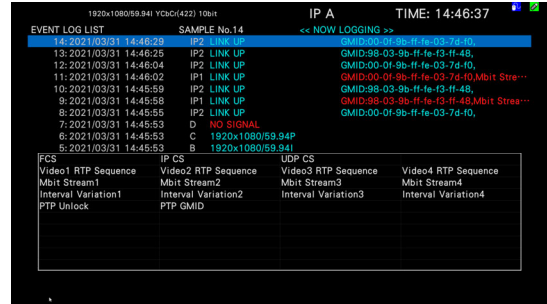 1920x1080/59.94I YCbCr(422) 10bit IP A TIME: 14:46:37
EVENT LOG LIST SAMPLE No.14 << NOW LOGGING >>
14: 2021/03/31 14:46:29 IP2 LINK UP GMID:00-0f-9b-ff-fe-03-7d-f0,
13: 2021/03/31 14:46:25 IP2 LINK UP GMID:98-03-9b-ff-fe-f3-ff-48,
12: 2021/03/31 14:46:04 IP2 LINK UP GMID:00-0f-9b-ff-fe-03-7d-f0,
11: 2021/03/31 14:46:02 IP1 LINK UP GMID:00-0f-9b-ff-fe-03-7d-f0,Mbit Stre…
10: 2021/03/31 14:45:59 IP2 LINK UP GMID:98-03-9b-ff-fe-f3-ff-48,
9: 2021/03/31 14:45:58 IP1 LINK UP GMID:98-03-9b-ff-fe-f3-ff-48,Mbit Strea…
8: 2021/03/31 14:45:55 IP2 LINK UP GMID:00-0f-9b-ff-fe-03-7d-f0,
7: 2021/03/31 14:45:53 D NO SIGNAL
6: 2021/03/31 14:45:53 C 1920x1080/59.94P
5: 2021/03/31 14:45:53 B 1920x1080/59.94I
FCS IP CS UDP CS
Video1 RTP Sequence Video2 RTP Sequence Video3 RTP Sequence Video4 RTP Sequence
Mbit Stream1 Mbit Stream2 Mbit Stream3 Mbit Stream4
Interval Variation1 Interval Variation2 Interval Variation3 Interval Variation4
PTP Unlock PTP GMID